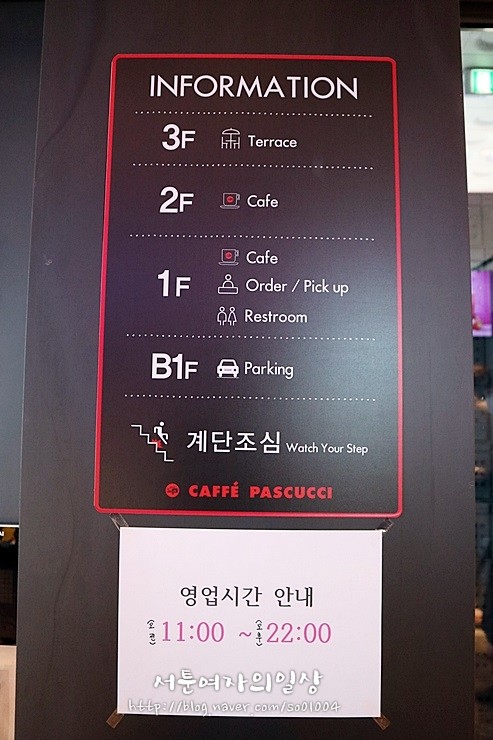 INFORMATION
3F Terrace
2F Cafe
1F Cafe
Order / Pick up
Restroom
B1F Parking
계단조심 Watch Your Step
CAFFÉ PASCUCCI
영업시간 안내
(오전) 11:00 ~ (오후) 22:00
서툰여자의일상
http://blog.naver.com/so01004